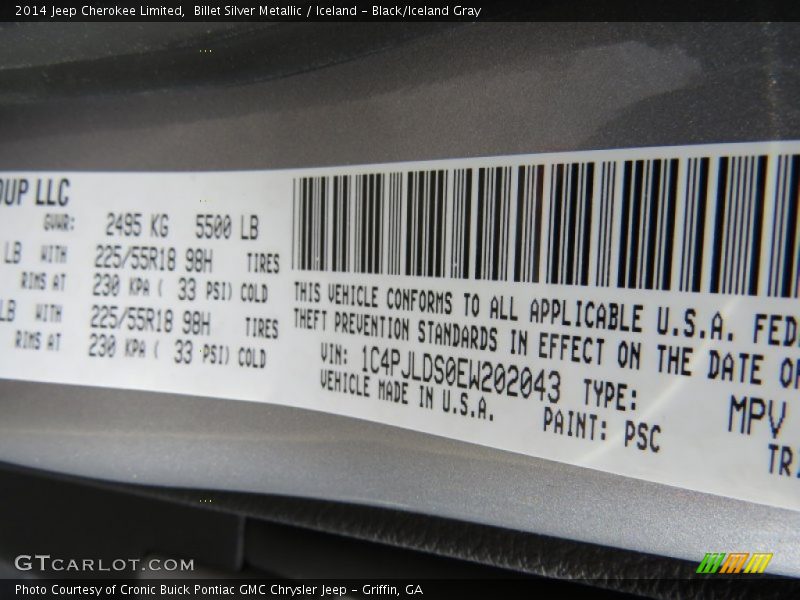 2014 Jeep Cherokee Limited, Billet Silver Metallic / Iceland – Black/Iceland Gray
LLC
GVWR: 2495 KG 5500 LB
LB WITH 225/55R18 98H TIRES
RIMS AT 230 KPA ( 33 PSI) COLD
LB WITH 225/55R18 98H TIRES
RIMS AT 230 KPA ( 33 PSI) COLD
THIS VEHICLE CONFORMS TO ALL APPLICABLE U.S.A.
THEFT PREVENTION STANDARDS IN EFFECT ON THE DATE
VIN: 1C4PJLDS0EW202043 TYPE: MPV
VEHICLE MADE IN U.S.A. PAINT: PSC
GTCARLOT.COM
Photo Courtesy of Cronic Buick Pontiac GMC Chrysler Jeep – Griffin, GA